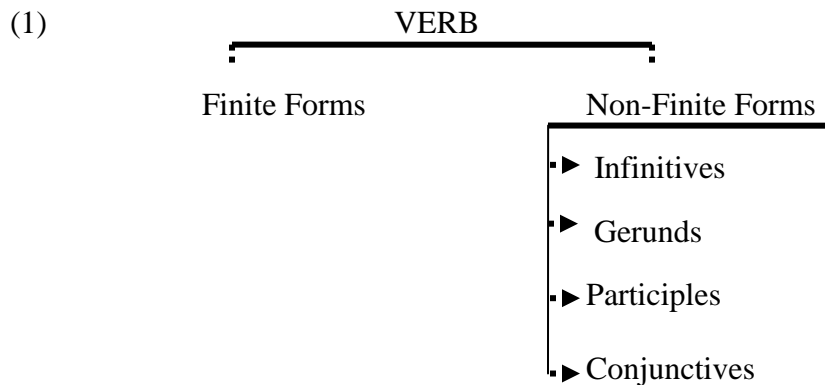 (1) VERB
Finite Forms Non-Finite Forms
Infinitives
Gerunds
Participles
Conjunctives